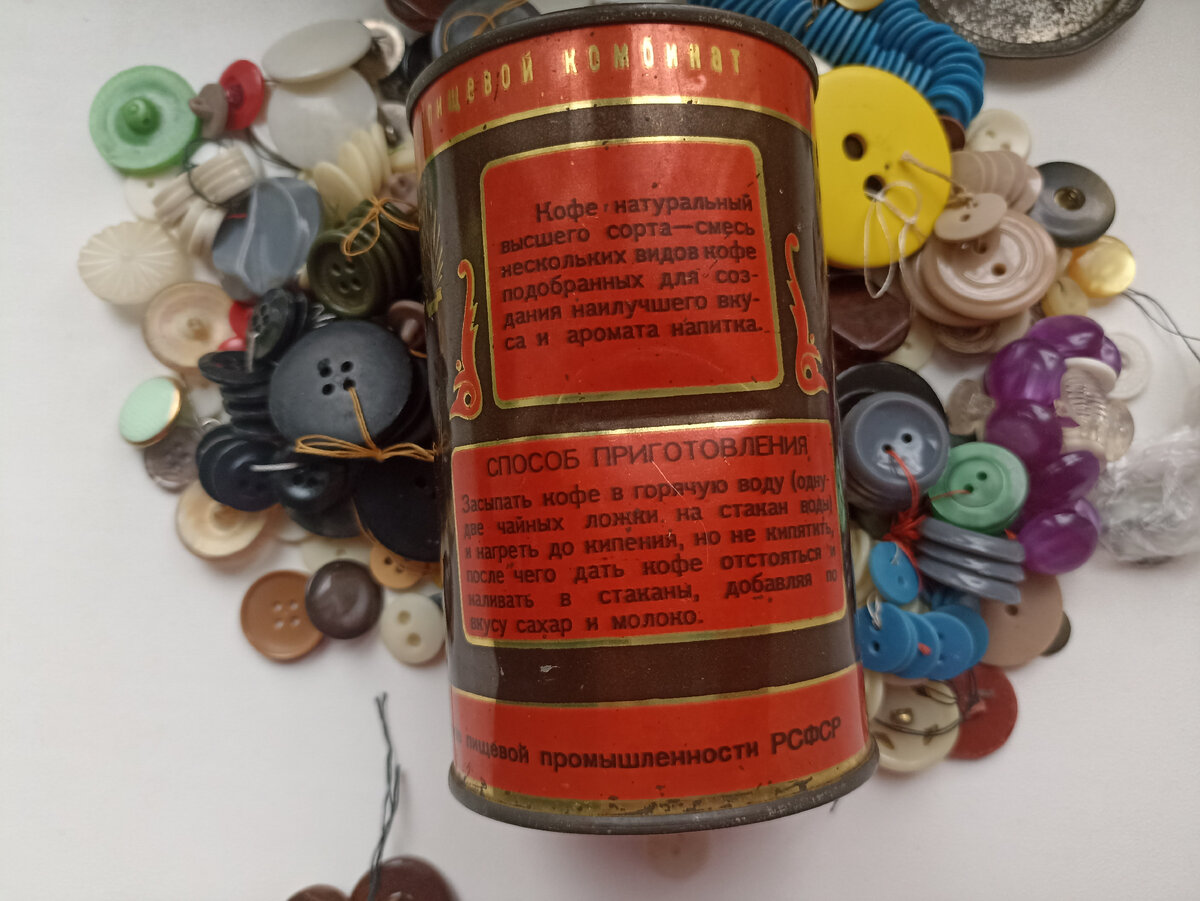 пищевой комбинат
Кофе натуральный
высшего сорта—смесь
нескольких видов кофе
подобранных для соз-
дания наилучшего вку-
са и аромата напитка.
СПОСОБ ПРИГОТОВЛЕНИЯ
Засыпать кофе в горячую воду (одну-
две чайных ложки на стакан воды)
и нагреть до кипения, но не кипятить,
после чего дать кофе отстояться и
наливать в стаканы, добавляя по
вкусу сахар и молоко.
пищевой промышленности РСФСР